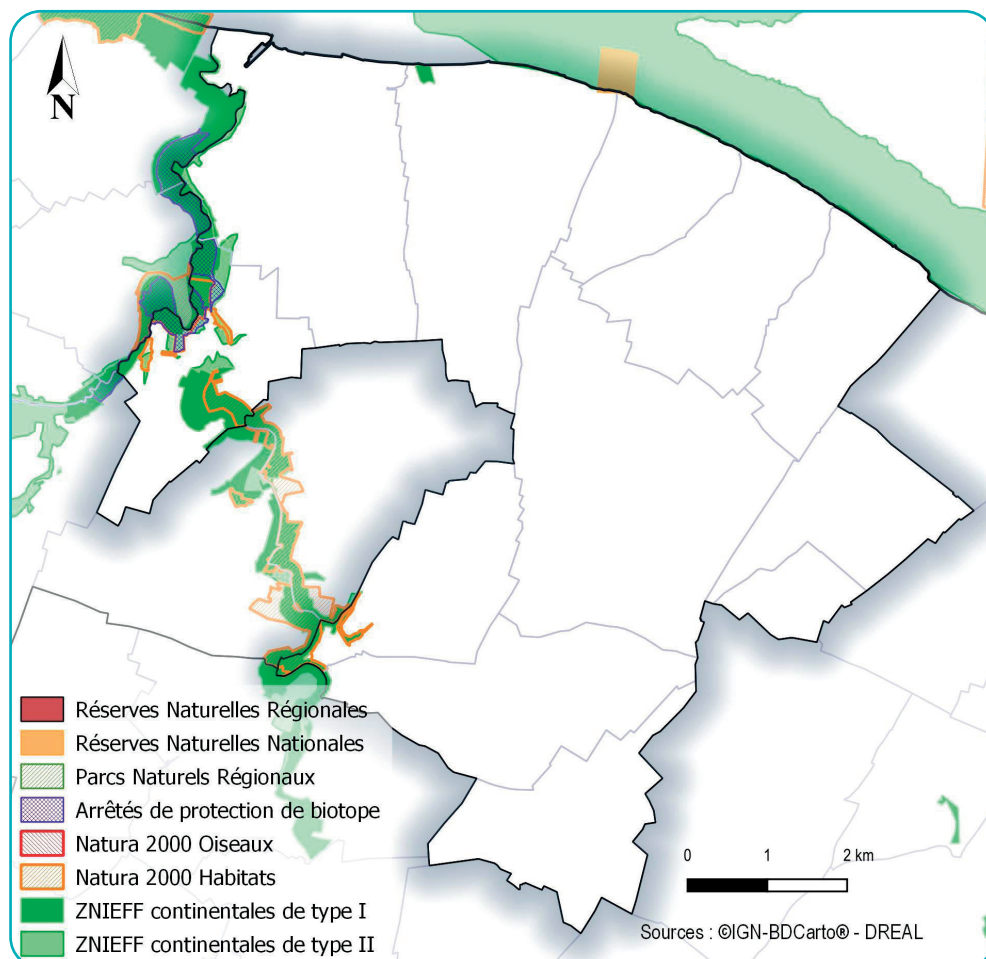 N
Réserves Naturelles Régionales
Réserves Naturelles Nationales
Parcs Naturels Régionaux
Arrêtés de protection de biotope
Natura 2000 Oiseaux
Natura 2000 Habitats
ZNIEFF continentales de type I
ZNIEFF continentales de type II
0 1 2 km
Sources : ©IGN-BDCarto® - DREAL